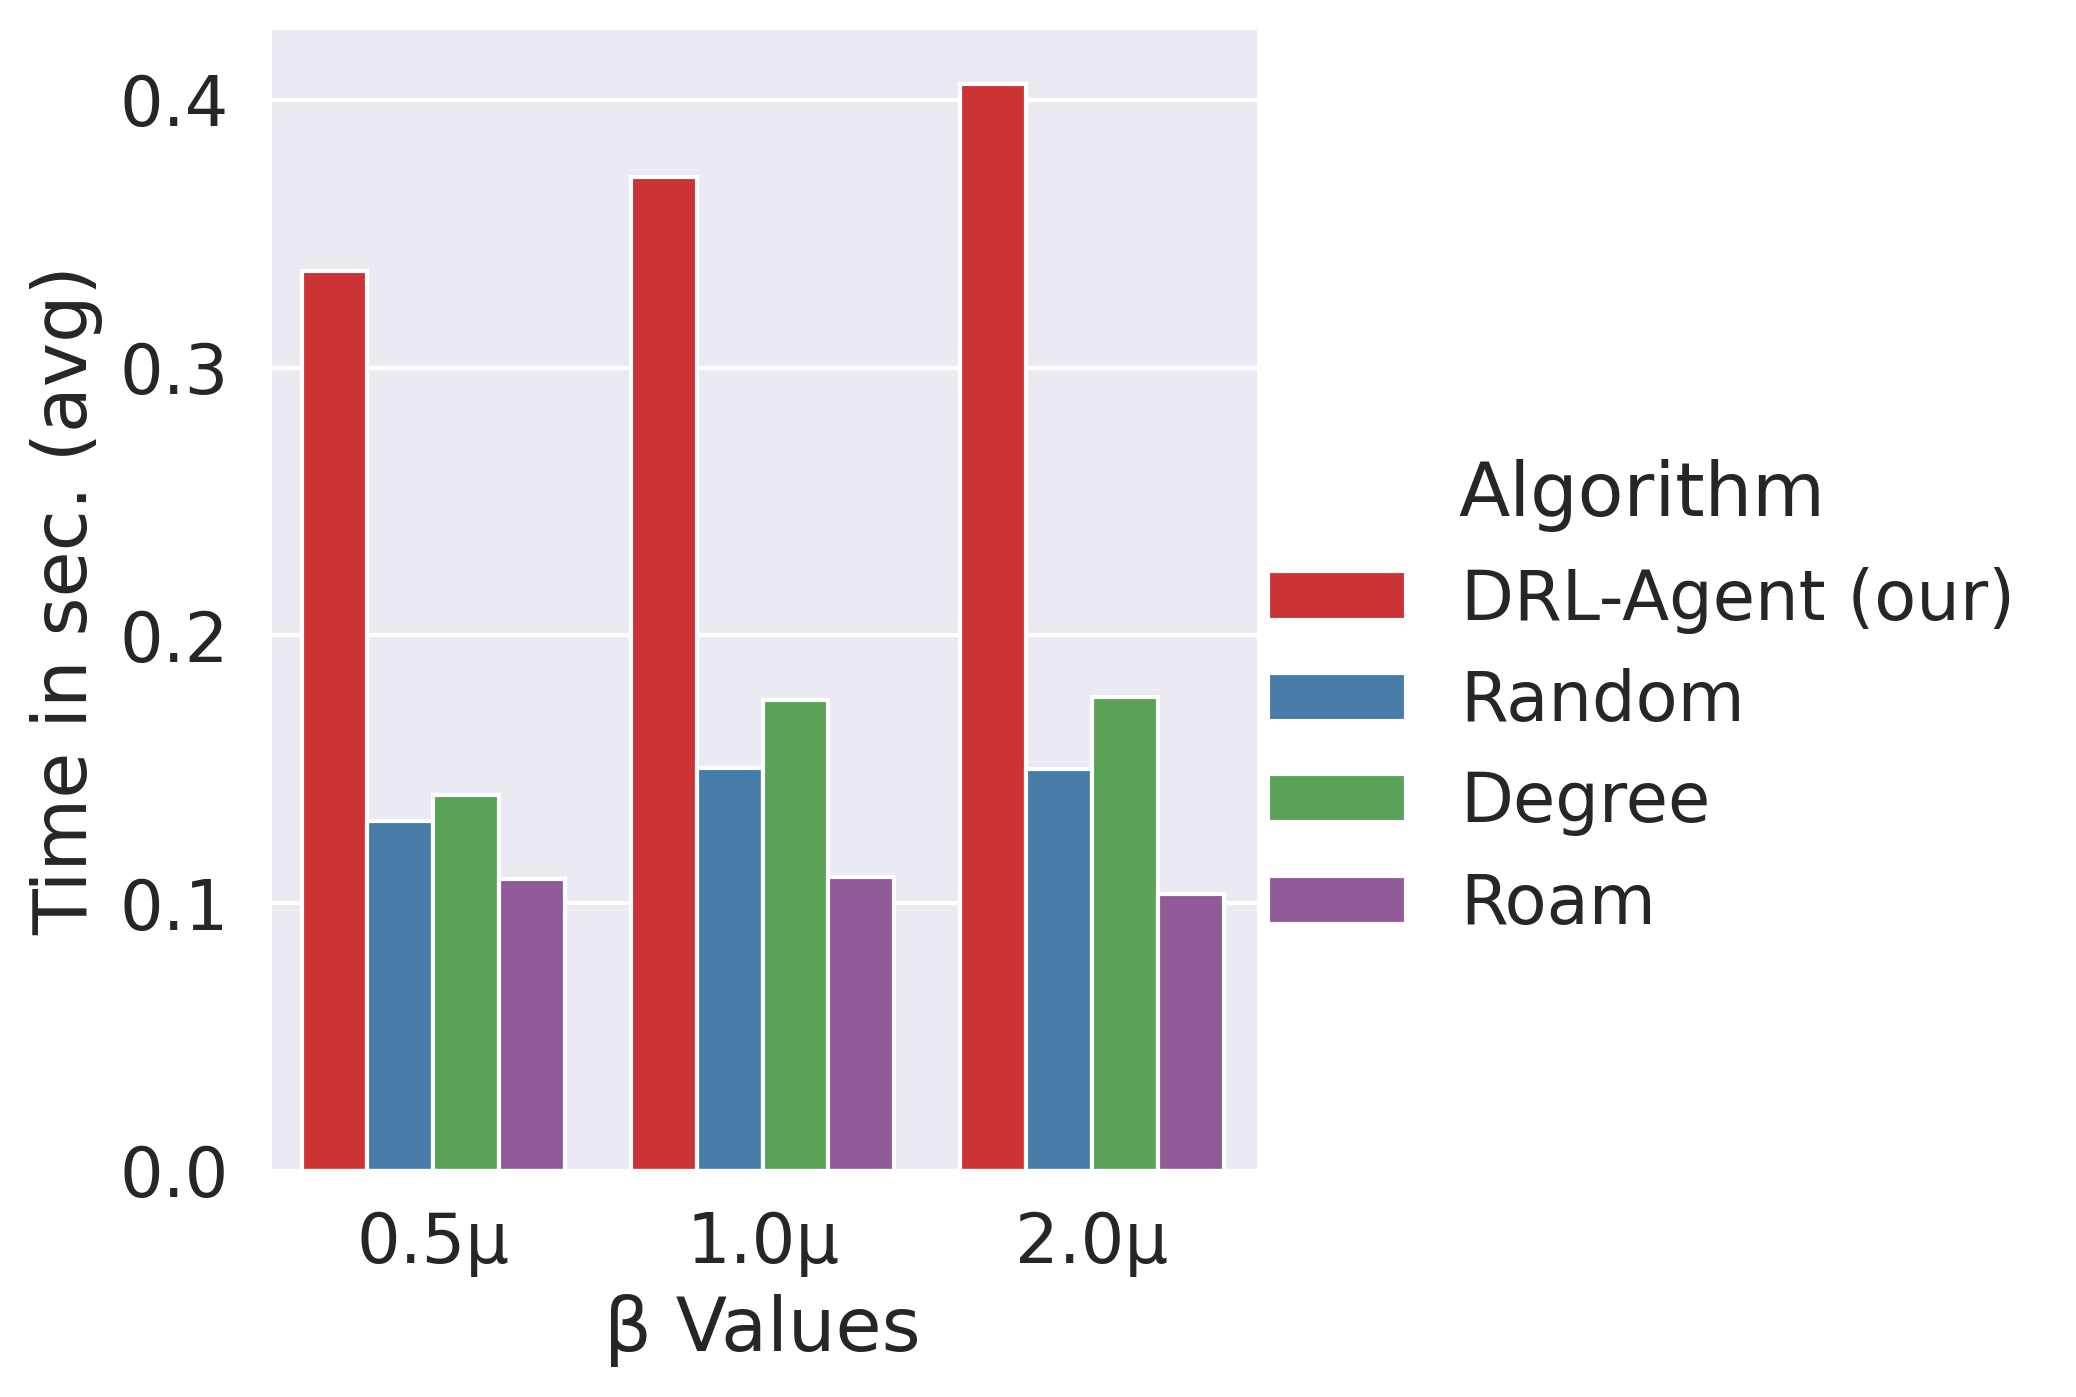 Time in sec. (avg)
0.4
0.3
0.2
0.1
0.0
0.5μ 1.0μ 2.0μ
β Values
Algorithm
DRL-Agent (our)
Random
Degree
Roam